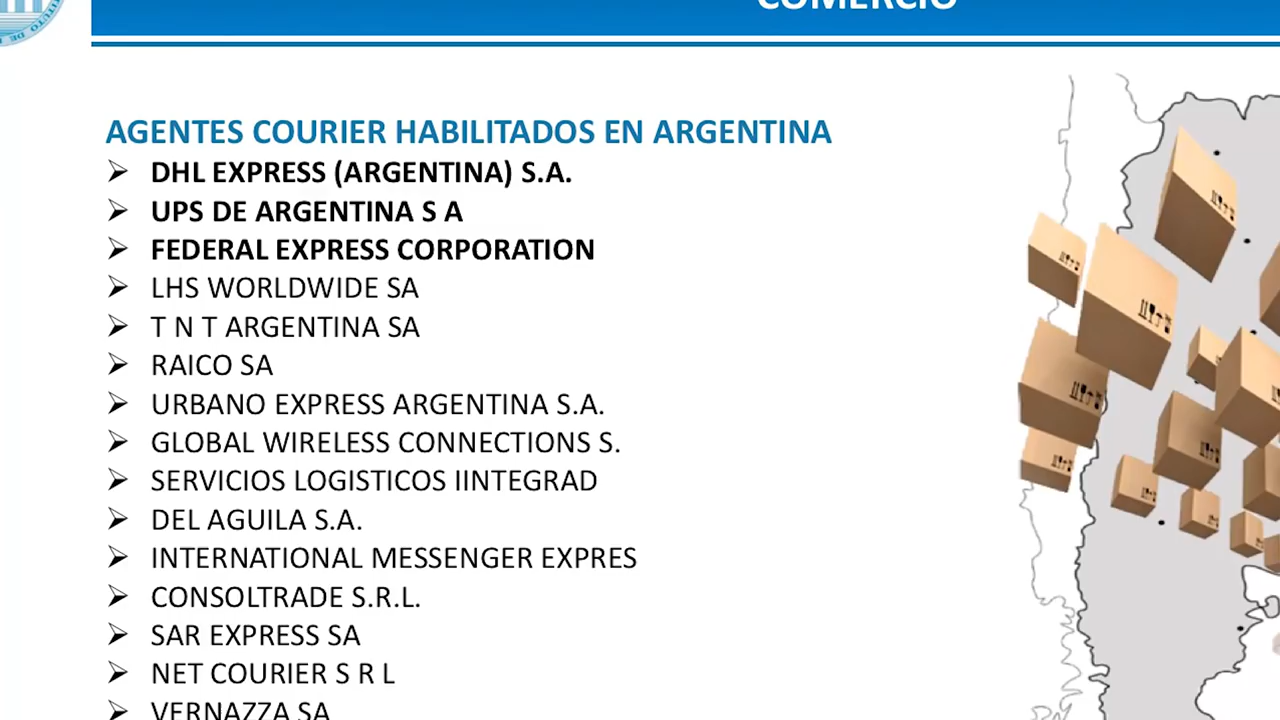 COMERCIO
AGENTES COURIER HABILITADOS EN ARGENTINA
DHL EXPRESS (ARGENTINA) S.A.
UPS DE ARGENTINA S A
FEDERAL EXPRESS CORPORATION
LHS WORLDWIDE SA
T N T ARGENTINA SA
RAICO SA
URBANO EXPRESS ARGENTINA S.A.
GLOBAL WIRELESS CONNECTIONS S.
SERVICIOS LOGISTICOS IINTEGRAD
DEL AGUILA S.A.
INTERNATIONAL MESSENGER EXPRES
CONSOLTRADE S.R.L.
SAR EXPRESS SA
NET COURIER S R L
VERNAZZA SA